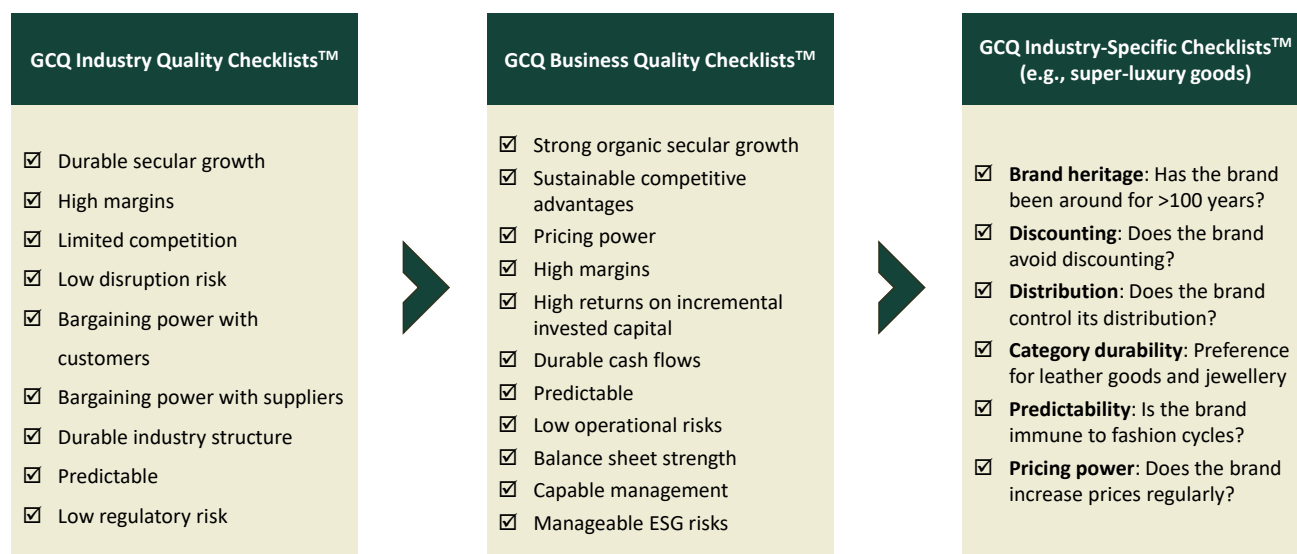 GCQ Industry Quality Checklists™
☑ Durable secular growth
☑ High margins
☑ Limited competition
☑ Low disruption risk
☑ Bargaining power with
customers
☑ Bargaining power with suppliers
☑ Durable industry structure
☑ Predictable
☑ Low regulatory risk
GCQ Business Quality Checklists™
☑ Strong organic secular growth
☑ Sustainable competitive
advantages
☑ Pricing power
☑ High margins
☑ High returns on incremental
invested capital
☑ Durable cash flows
☑ Predictable
☑ Low operational risks
☑ Balance sheet strength
☑ Capable management
☑ Manageable ESG risks
GCQ Industry-Specific Checklists™
(e.g., super-luxury goods)
☑ Brand heritage: Has the brand
been around for >100 years?
☑ Discounting: Does the brand
avoid discounting?
☑ Distribution: Does the brand
control its distribution?
☑ Category durability: Preference
for leather goods and jewellery
☑ Predictability: Is the brand
immune to fashion cycles?
☑ Pricing power: Does the brand
increase prices regularly?